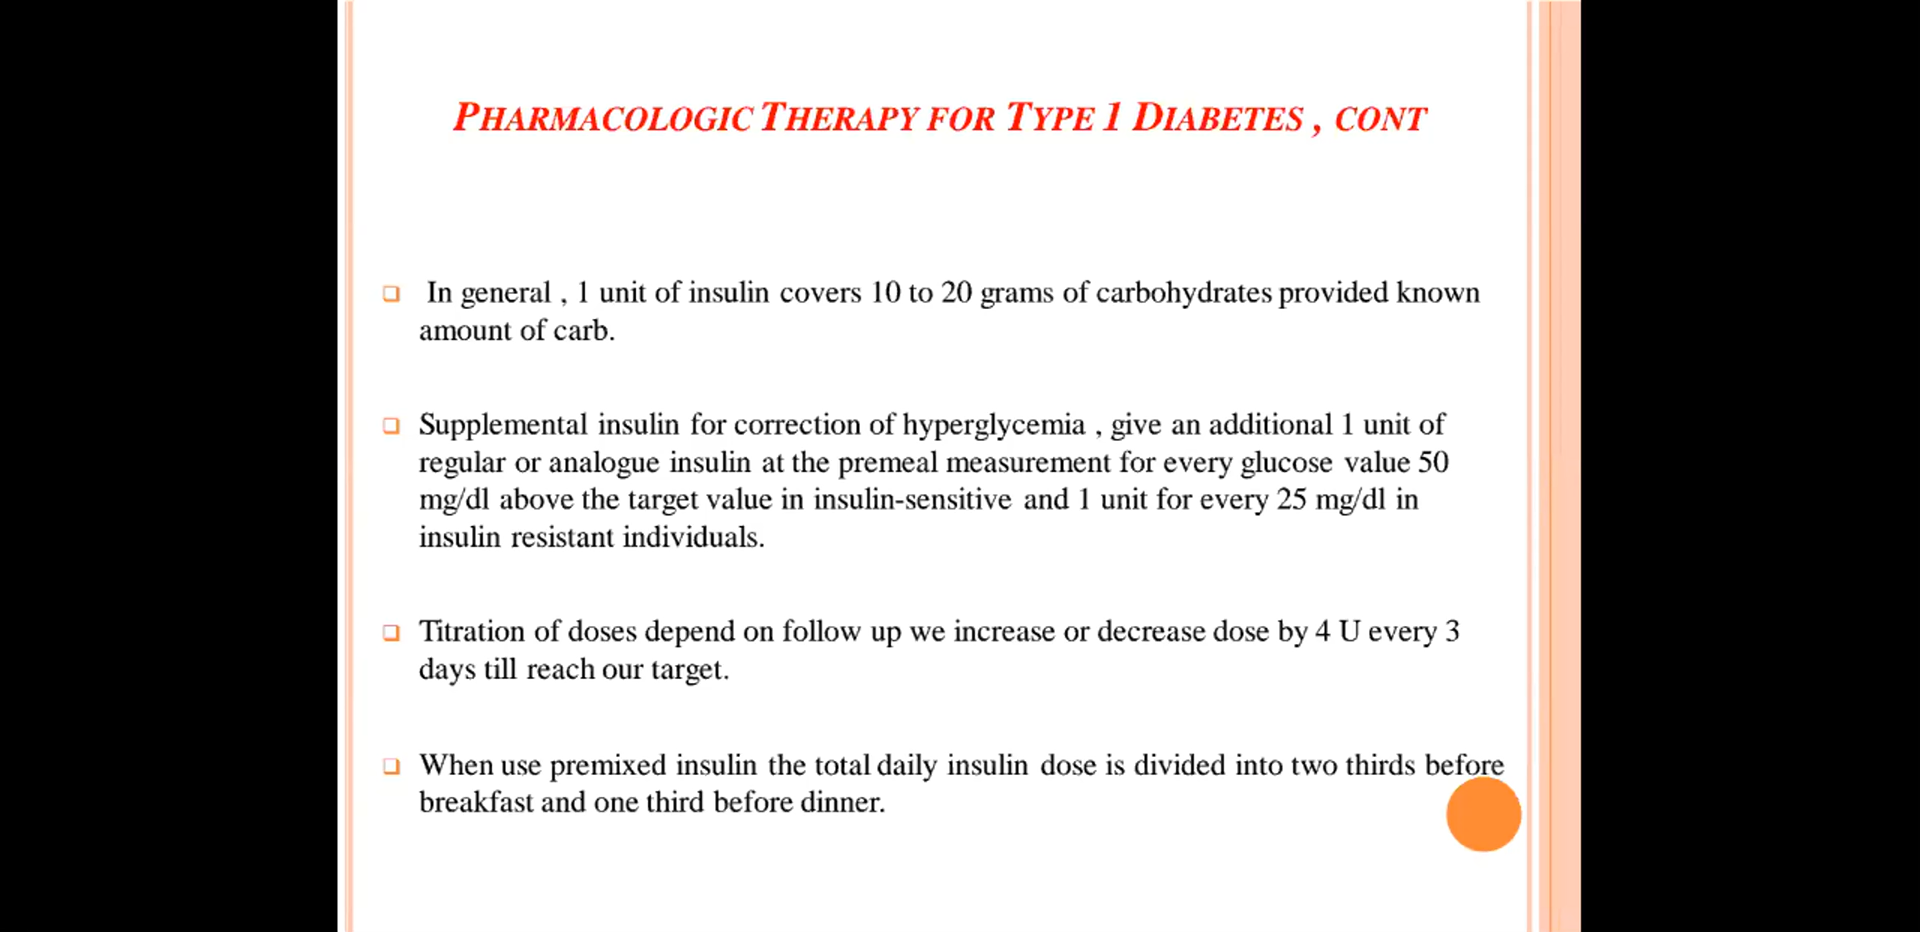 PHARMACOLOGIC THERAPY FOR TYPE 1 DIABETES , CONT
In general , 1 unit of insulin covers 10 to 20 grams of carbohydrates provided known
amount of carb.
Supplemental insulin for correction of hyperglycemia , give an additional 1 unit of
regular or analogue insulin at the premeal measurement for every glucose value 50
mg/dl above the target value in insulin-sensitive and 1 unit for every 25 mg/dl in
insulin resistant individuals.
Titration of doses depend on follow up we increase or decrease dose by 4 U every 3
days till reach our target.
When use premixed insulin the total daily insulin dose is divided into two thirds before
breakfast and one third before dinner.